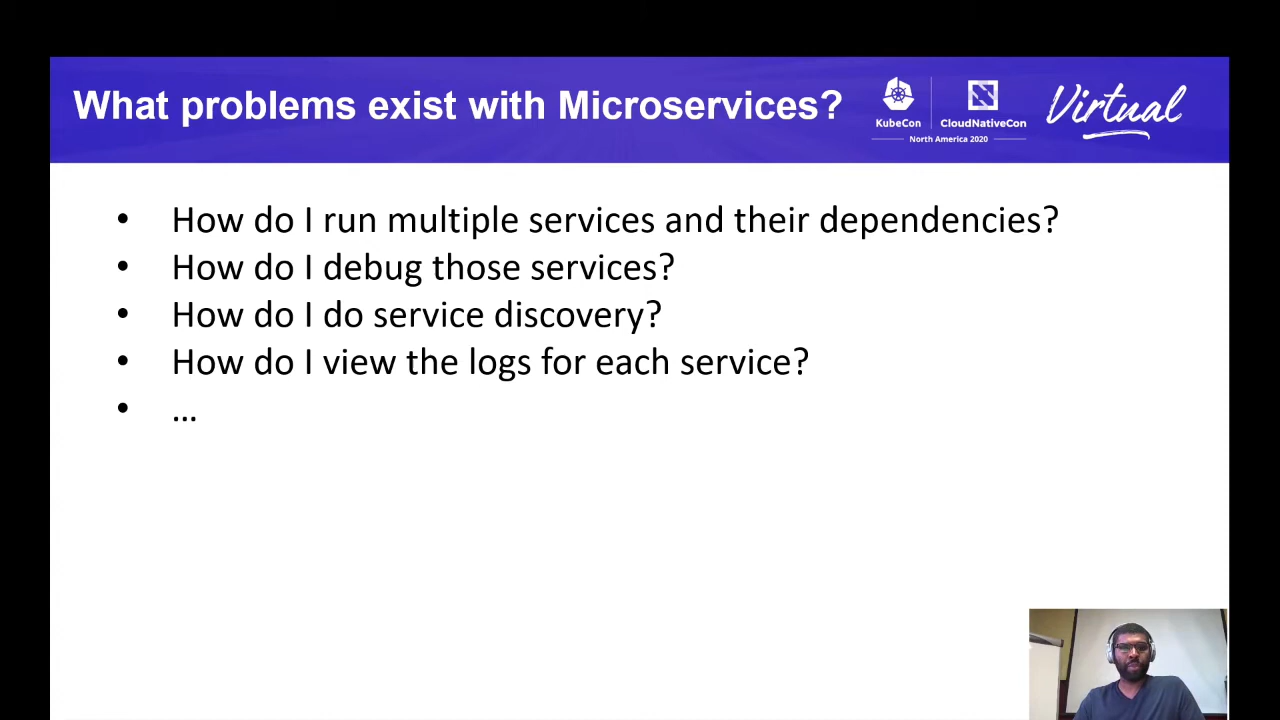 What problems exist with Microservices?
KubeCon
CloudNativeCon
North America 2020
Virtual
• How do I run multiple services and their dependencies?
• How do I debug those services?
• How do I do service discovery?
• How do I view the logs for each service?
• ...